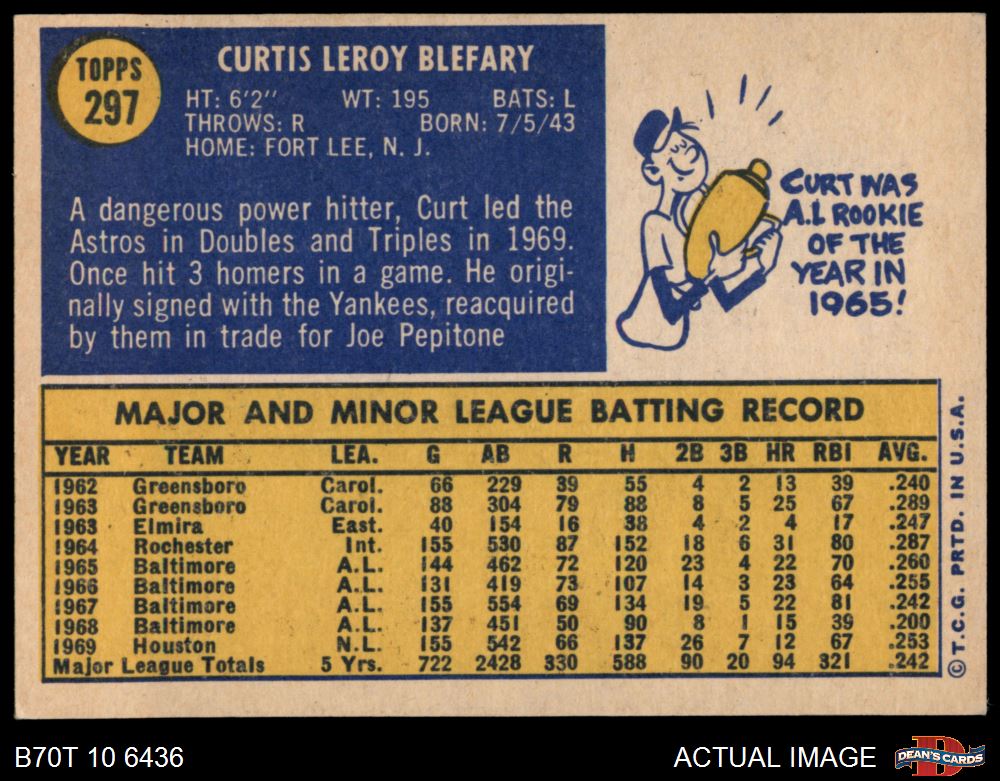 TOPPS
297
CURTIS LEROY BLEFARY
HT: 6'2" WT: 195 BATS: L
THROWS: R BORN: 7/5/43
HOME: FORT LEE, N. J.
A dangerous power hitter, Curt led the
Astros in Doubles and Triples in 1969.
Once hit 3 homers in a game. He origi-
nally signed with the Yankees, reacquired
by them in trade for Joe Pepitone
CURT WAS
A.L ROOKIE
OF THE
YEAR IN
1965!
MAJOR AND MINOR LEAGUE BATTING RECORD
YEAR TEAM LEA. G AB R H 2B 3B HR RBI AVG.
1962 Greensboro Carol. 66 229 39 55 4 2 13 39 .240
1963 Greensboro Carol. 88 304 79 88 8 5 25 67 .289
1963 Elmira East. 40 154 16 38 4 2 4 17 .247
1964 Rochester Int. 155 530 87 152 18 6 31 80 .287
1965 Baltimore A.L. 144 462 72 120 23 4 22 70 .260
1966 Baltimore A.L. 131 419 73 107 14 3 23 64 .255
1967 Baltimore A.L. 155 554 69 134 19 5 22 81 .242
1968 Baltimore A.L. 137 451 50 90 8 1 15 39 .200
1969 Houston N.L. 155 542 66 137 26 7 12 67 .253
Major League Totals 5 Yrs. 722 2428 330 588 90 20 94 321 .242
© T.C.G. PRTD. IN U.S.A.
B70T 10 6436
ACTUAL IMAGE
D
DEAN'S CARDS